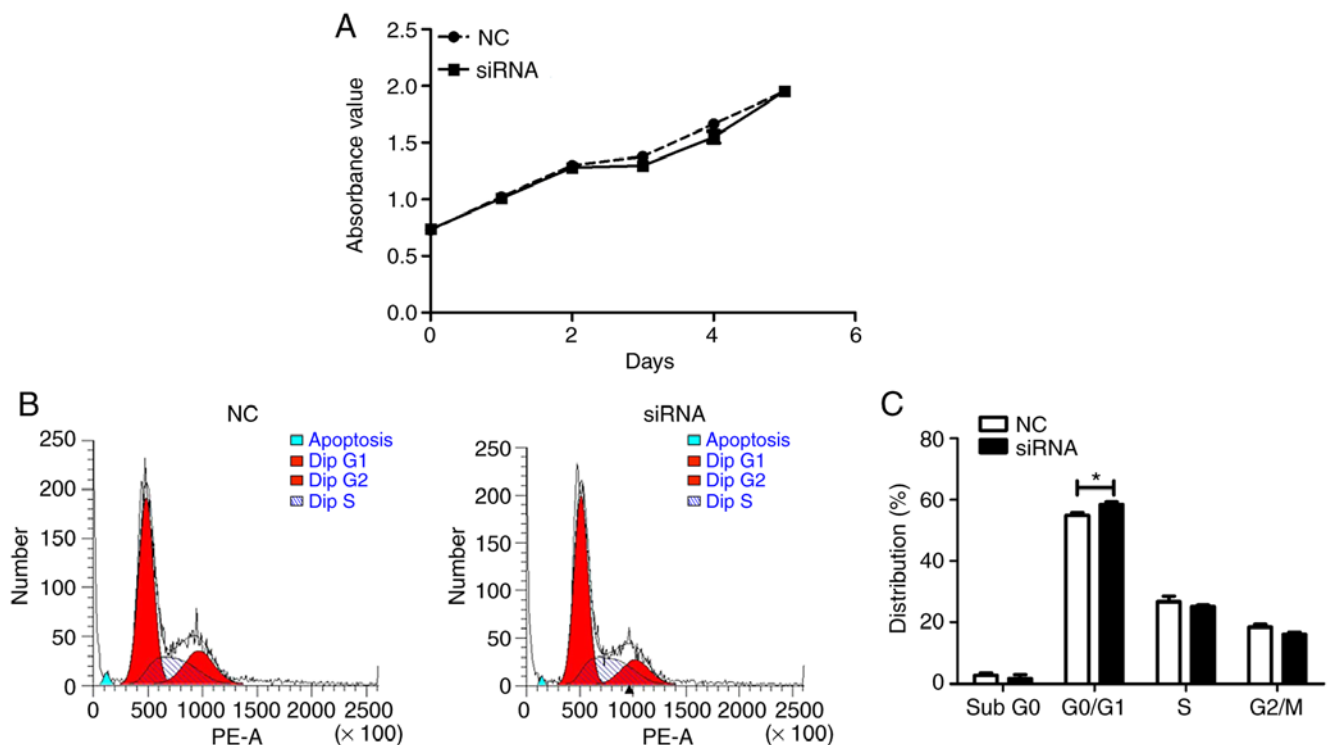 A
NC
siRNA
2.5
2.0
1.5
1.0
0.5
0.0
Absorbance value
0 2 4 6
Days
B
NC
Apoptosis
Dip G1
Dip G2
Dip S
250
200
150
100
50
0
Number
0 500 1000 1500 2000 2500
PE-A (× 100)
siRNA
Apoptosis
Dip G1
Dip G2
Dip S
250
200
150
100
50
0
Number
0 500 1000 1500 2000 2500
PE-A (× 100)
C
NC
siRNA
80
60
40
20
0
Distribution (%)
*
Sub G0 G0/G1 S G2/M